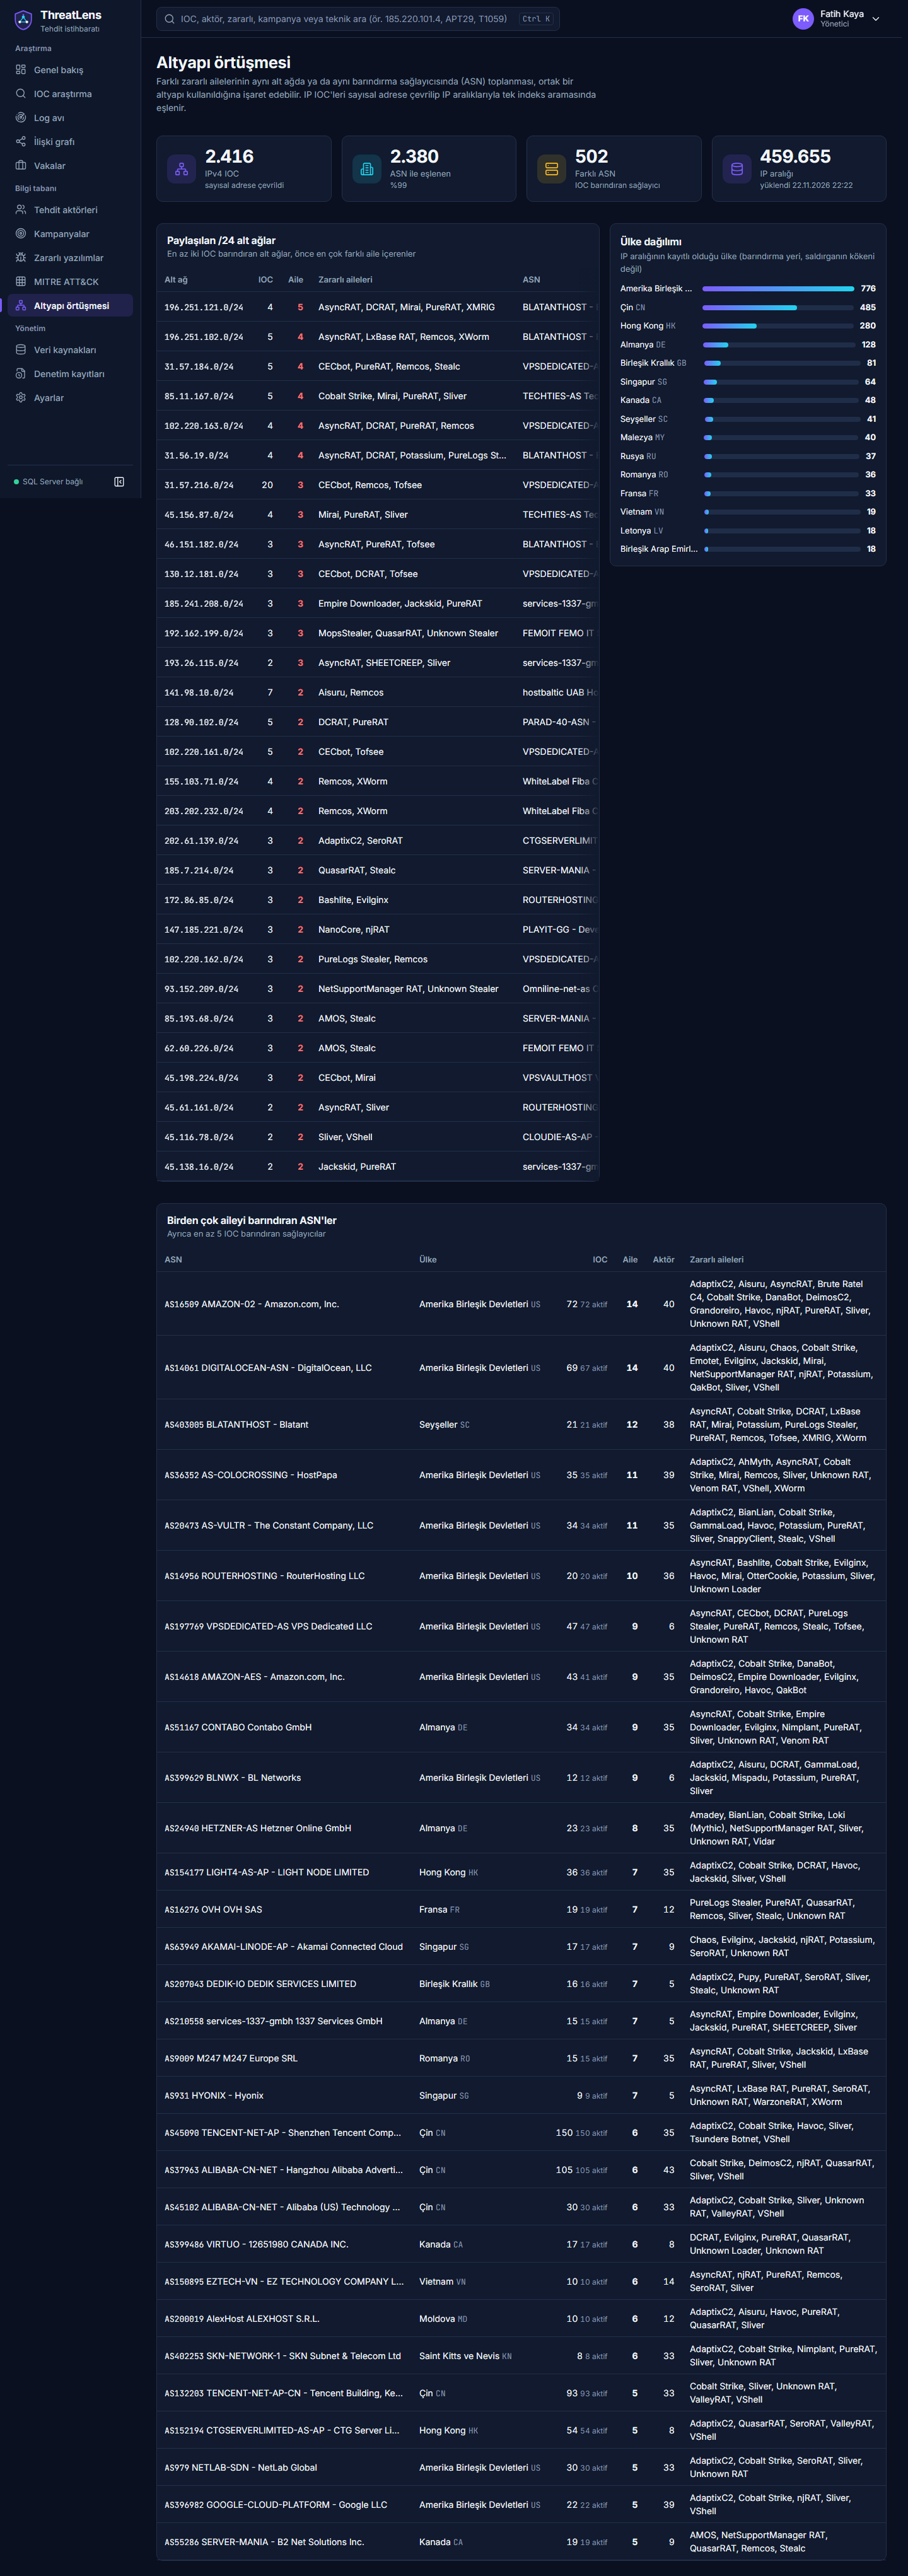 ThreatLens
Tehdit istihbaratı
Araştırma
Genel bakış
IOC araştırma
Log avı
İlişki grafı
Vakalar
Bilgi tabanı
Tehdit aktörleri
Kampanyalar
Zararlı yazılımlar
MITRE ATT&CK
Altyapı örtüşmesi
Yönetim
Veri kaynakları
Denetim kayıtları
Ayarlar
SQL Server bağlı
IOC, aktör, zararlı, kampanya veya teknik ara (ör. 185.220.101.4, APT29, T1059) Ctrl K
FK Fatih Kaya
Yönetici
Altyapı örtüşmesi
Farklı zararlı ailelerinin aynı alt ağda ya da aynı barındırma sağlayıcısında (ASN) toplanması, ortak bir
altyapı kullanıldığına işaret edebilir. IP IOC'leri sayısal adrese çevrilip IP aralıklarıyla tek indeks aramasında
eşlenir.
2.416
IPv4 IOC
sayısal adrese çevrildi
2.380
ASN ile eşlenen
%99
502
Farklı ASN
IOC barındıran sağlayıcı
459.655
IP aralığı
yüklendi 22.11.2026 22:22
Paylaşılan /24 alt ağlar
En az iki IOC barındıran alt ağlar, önce en çok farklı aile içerenler
Alt ağ IOC Aile Zararlı aileleri ASN
196.251.121.0/24 4 5 AsyncRAT, DCRAT, Mirai, PureRAT, XMRIG BLATANTHOST -
196.251.102.0/24 5 4 AsyncRAT, LxBase RAT, Remcos, XWorm BLATANTHOST -
31.57.184.0/24 5 4 CECbot, PureRAT, Remcos, Stealc VPSDEDICATED-A
85.11.167.0/24 5 4 Cobalt Strike, Mirai, PureRAT, Sliver TECHTIES-AS Tec
102.220.163.0/24 4 4 AsyncRAT, DCRAT, PureRAT, Remcos VPSDEDICATED-A
31.56.19.0/24 4 4 AsyncRAT, DCRAT, Potassium, PureLogs St... BLATANTHOST -
31.57.216.0/24 20 3 CECbot, Remcos, Tofsee VPSDEDICATED-A
45.156.87.0/24 4 3 Mirai, PureRAT, Sliver TECHTIES-AS Tec
46.151.182.0/24 3 3 AsyncRAT, PureRAT, Tofsee BLATANTHOST -
130.12.181.0/24 3 3 CECbot, DCRAT, Tofsee VPSDEDICATED-A
185.241.208.0/24 3 3 Empire Downloader, Jackskid, PureRAT services-1337-gm
192.162.199.0/24 3 3 MopsStealer, QuasarRAT, Unknown Stealer FEMOIT FEMO IT
193.26.115.0/24 2 3 AsyncRAT, SHEETCREEP, Sliver services-1337-gm
141.98.10.0/24 7 2 Aisuru, Remcos hostbaltic UAB Ho
128.90.102.0/24 5 2 DCRAT, PureRAT PARAD-40-ASN -
102.220.161.0/24 5 2 CECbot, Tofsee VPSDEDICATED-A
155.103.71.0/24 4 2 Remcos, XWorm WhiteLabel Fiba C
203.202.232.0/24 4 2 Remcos, XWorm WhiteLabel Fiba C
202.61.139.0/24 3 2 AdaptixC2, SeroRAT CTGSERVERLIMIT
185.7.214.0/24 3 2 QuasarRAT, Stealc SERVER-MANIA -
172.86.85.0/24 3 2 Bashlite, Evilginx ROUTERHOSTING
147.185.221.0/24 3 2 NanoCore, njRAT PLAYIT-GG - Deve
102.220.162.0/24 3 2 PureLogs Stealer, Remcos VPSDEDICATED-A
93.152.209.0/24 3 2 NetSupportManager RAT, Unknown Stealer Omniline-net-as C
85.193.68.0/24 3 2 AMOS, Stealc SERVER-MANIA -
62.60.226.0/24 3 2 AMOS, Stealc FEMOIT FEMO IT
45.198.224.0/24 3 2 CECbot, Mirai VPSVAULTHOST
45.61.161.0/24 2 2 AsyncRAT, Sliver ROUTERHOSTING
45.116.78.0/24 2 2 Sliver, VShell CLOUDIE-AS-AP -
45.138.16.0/24 2 2 Jackskid, PureRAT services-1337-gm
Ülke dağılımı
IP aralığının kayıtlı olduğu ülke (barındırma yeri, saldırganın kökeni
değil)
Amerika Birleşik ... 776
Çin CN 485
Hong Kong HK 280
Almanya DE 128
Birleşik Krallık GB 81
Singapur SG 64
Kanada CA 48
Seyşeller SC 41
Malezya MY 40
Rusya RU 37
Romanya RO 36
Fransa FR 33
Vietnam VN 19
Letonya LV 18
Birleşik Arap Emirl... 18
Birden çok aileyi barındıran ASN'ler
Ayrıca en az 5 IOC barındıran sağlayıcılar
ASN Ülke IOC Aile Aktör Zararlı aileleri
AS16509 AMAZON-02 - Amazon.com, Inc. Amerika Birleşik Devletleri US 72 72 aktif 14 40 AdaptixC2, Aisuru, AsyncRAT, Brute Ratel
C4, Cobalt Strike, DanaBot, DeimosC2,
Grandoreiro, Havoc, njRAT, PureRAT, Sliver,
Unknown RAT, VShell
AS14061 DIGITALOCEAN-ASN - DigitalOcean, LLC Amerika Birleşik Devletleri US 69 67 aktif 14 40 AdaptixC2, Aisuru, Chaos, Cobalt Strike,
Emotet, Evilginx, Jackskid, Mirai,
NetSupportManager RAT, njRAT, Potassium,
QakBot, Sliver, VShell
AS403005 BLATANTHOST - Blatant Seyşeller SC 21 21 aktif 12 38 AsyncRAT, Cobalt Strike, DCRAT, LxBase
RAT, Mirai, Potassium, PureLogs Stealer,
PureRAT, Remcos, Tofsee, XMRIG, XWorm
AS36352 AS-COLOCROSSING - HostPapa Amerika Birleşik Devletleri US 35 35 aktif 11 39 AdaptixC2, AhMyth, AsyncRAT, Cobalt
Strike, Mirai, Remcos, Sliver, Unknown RAT,
Venom RAT, VShell, XWorm
AS20473 AS-VULTR - The Constant Company, LLC Amerika Birleşik Devletleri US 34 34 aktif 11 35 AdaptixC2, BianLian, Cobalt Strike,
GammaLoad, Havoc, Potassium, PureRAT,
Sliver, SnappyClient, Stealc, VShell
AS14956 ROUTERHOSTING - RouterHosting LLC Amerika Birleşik Devletleri US 20 20 aktif 10 36 AsyncRAT, Bashlite, Cobalt Strike, Evilginx,
Havoc, Mirai, OtterCookie, Potassium, Sliver,
Unknown Loader
AS197769 VPSDEDICATED-AS VPS Dedicated LLC Amerika Birleşik Devletleri US 47 47 aktif 9 6 AsyncRAT, CECbot, DCRAT, PureLogs
Stealer, PureRAT, Remcos, Stealc, Tofsee,
Unknown RAT
AS14618 AMAZON-AES - Amazon.com, Inc. Amerika Birleşik Devletleri US 43 41 aktif 9 35 AdaptixC2, Cobalt Strike, DanaBot,
DeimosC2, Empire Downloader, Evilginx,
Grandoreiro, Havoc, QakBot
AS51167 CONTABO Contabo GmbH Almanya DE 34 34 aktif 9 35 AsyncRAT, Cobalt Strike, Empire
Downloader, Evilginx, Nimplant, PureRAT,
Sliver, Unknown RAT, Venom RAT
AS399629 BLNWX - BL Networks Amerika Birleşik Devletleri US 12 12 aktif 9 6 AdaptixC2, Aisuru, DCRAT, GammaLoad,
Jackskid, Mispadu, Potassium, PureRAT,
Sliver
AS24940 HETZNER-AS Hetzner Online GmbH Almanya DE 23 23 aktif 8 35 Amadey, BianLian, Cobalt Strike, Loki
(Mythic), NetSupportManager RAT, Sliver,
Unknown RAT, Vidar
AS154177 LIGHT4-AS-AP - LIGHT NODE LIMITED Hong Kong HK 36 36 aktif 7 35 AdaptixC2, Cobalt Strike, DCRAT, Havoc,
Jackskid, Sliver, VShell
AS16276 OVH OVH SAS Fransa FR 19 19 aktif 7 12 PureLogs Stealer, PureRAT, QuasarRAT,
Remcos, Sliver, Stealc, Unknown RAT
AS63949 AKAMAI-LINODE-AP - Akamai Connected Cloud Singapur SG 17 17 aktif 7 9 Chaos, Evilginx, Jackskid, njRAT, Potassium,
SeroRAT, Unknown RAT
AS207043 DEDIK-IO DEDIK SERVICES LIMITED Birleşik Krallık GB 16 16 aktif 7 5 AdaptixC2, Pupy, PureRAT, SeroRAT, Sliver,
Stealc, Unknown RAT
AS210558 services-1337-gmbh 1337 Services GmbH Almanya DE 15 15 aktif 7 5 AsyncRAT, Empire Downloader, Evilginx,
Jackskid, PureRAT, SHEETCREEP, Sliver
AS9009 M247 M247 Europe SRL Romanya RO 15 15 aktif 7 35 AsyncRAT, Cobalt Strike, Jackskid, LxBase
RAT, PureRAT, Sliver, VShell
AS931 HYONIX - Hyonix Singapur SG 9 9 aktif 7 5 AsyncRAT, LxBase RAT, PureRAT, SeroRAT,
Unknown RAT, WarzoneRAT, XWorm
AS45090 TENCENT-NET-AP - Shenzhen Tencent Comp... Çin CN 150 150 aktif 6 35 AdaptixC2, Cobalt Strike, Havoc, Sliver,
Tsundere Botnet, VShell
AS37963 ALIBABA-CN-NET - Hangzhou Alibaba Adverti... Çin CN 105 105 aktif 6 43 Cobalt Strike, DeimosC2, njRAT, QuasarRAT,
Sliver, VShell
AS45102 ALIBABA-CN-NET - Alibaba (US) Technology ... Çin CN 30 30 aktif 6 33 AdaptixC2, Cobalt Strike, Sliver, Unknown
RAT, ValleyRAT, VShell
AS399486 VIRTUO - 12651980 CANADA INC. Kanada CA 17 17 aktif 6 8 DCRAT, Evilginx, PureRAT, QuasarRAT,
Unknown Loader, Unknown RAT
AS150895 EZTECH-VN - EZ TECHNOLOGY COMPANY L... Vietnam VN 10 10 aktif 6 14 AsyncRAT, njRAT, PureRAT, Remcos,
SeroRAT, Sliver
AS200019 AlexHost ALEXHOST S.R.L. Moldova MD 10 10 aktif 6 12 AdaptixC2, Aisuru, Havoc, PureRAT,
QuasarRAT, Sliver
AS402253 SKN-NETWORK-1 - SKN Subnet & Telecom Ltd Saint Kitts ve Nevis KN 8 8 aktif 6 33 AdaptixC2, Cobalt Strike, Nimplant, PureRAT,
Sliver, Unknown RAT
AS132203 TENCENT-NET-AP-CN - Tencent Building, Ke... Çin CN 93 93 aktif 5 33 Cobalt Strike, Sliver, Unknown RAT,
ValleyRAT, VShell
AS152194 CTGSERVERLIMITED-AS-AP - CTG Server Li... Hong Kong HK 54 54 aktif 5 8 AdaptixC2, QuasarRAT, SeroRAT, ValleyRAT,
VShell
AS979 NETLAB-SDN - NetLab Global Amerika Birleşik Devletleri US 30 30 aktif 5 33 AdaptixC2, Cobalt Strike, SeroRAT, Sliver,
Unknown RAT
AS396982 GOOGLE-CLOUD-PLATFORM - Google LLC Amerika Birleşik Devletleri US 22 22 aktif 5 39 AdaptixC2, Cobalt Strike, njRAT, Sliver,
VShell
AS55286 SERVER-MANIA - B2 Net Solutions Inc. Kanada CA 19 19 aktif 5 9 AMOS, NetSupportManager RAT,
QuasarRAT, Remcos, Stealc